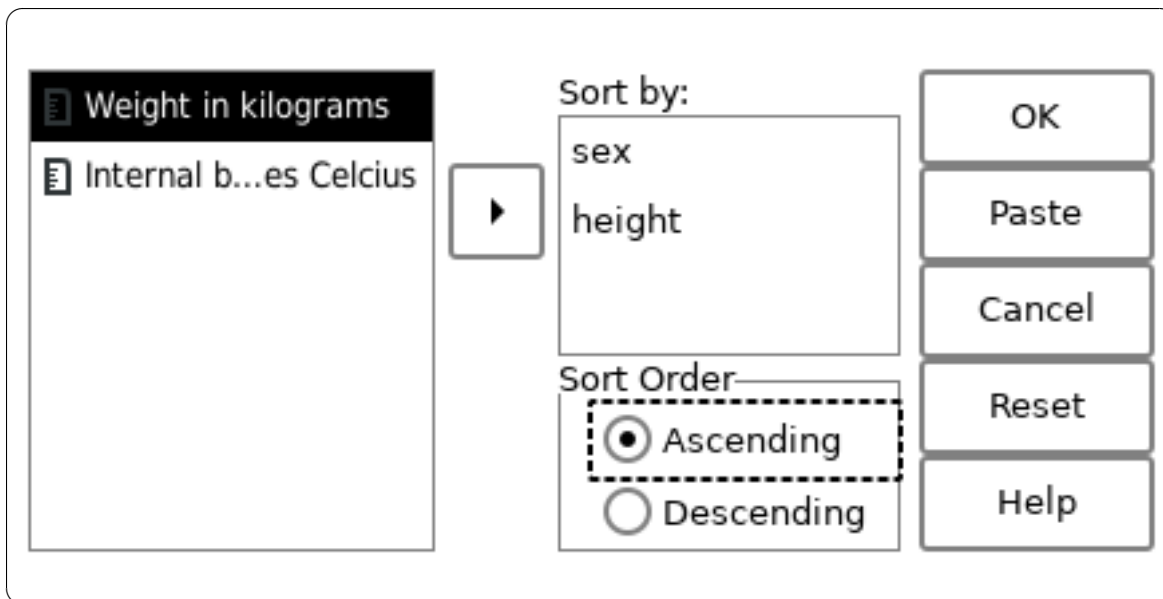 Weight in kilograms
Internal b...es Celcius
Sort by:
sex
height
Sort Order
Ascending
Descending
OK
Paste
Cancel
Reset
Help